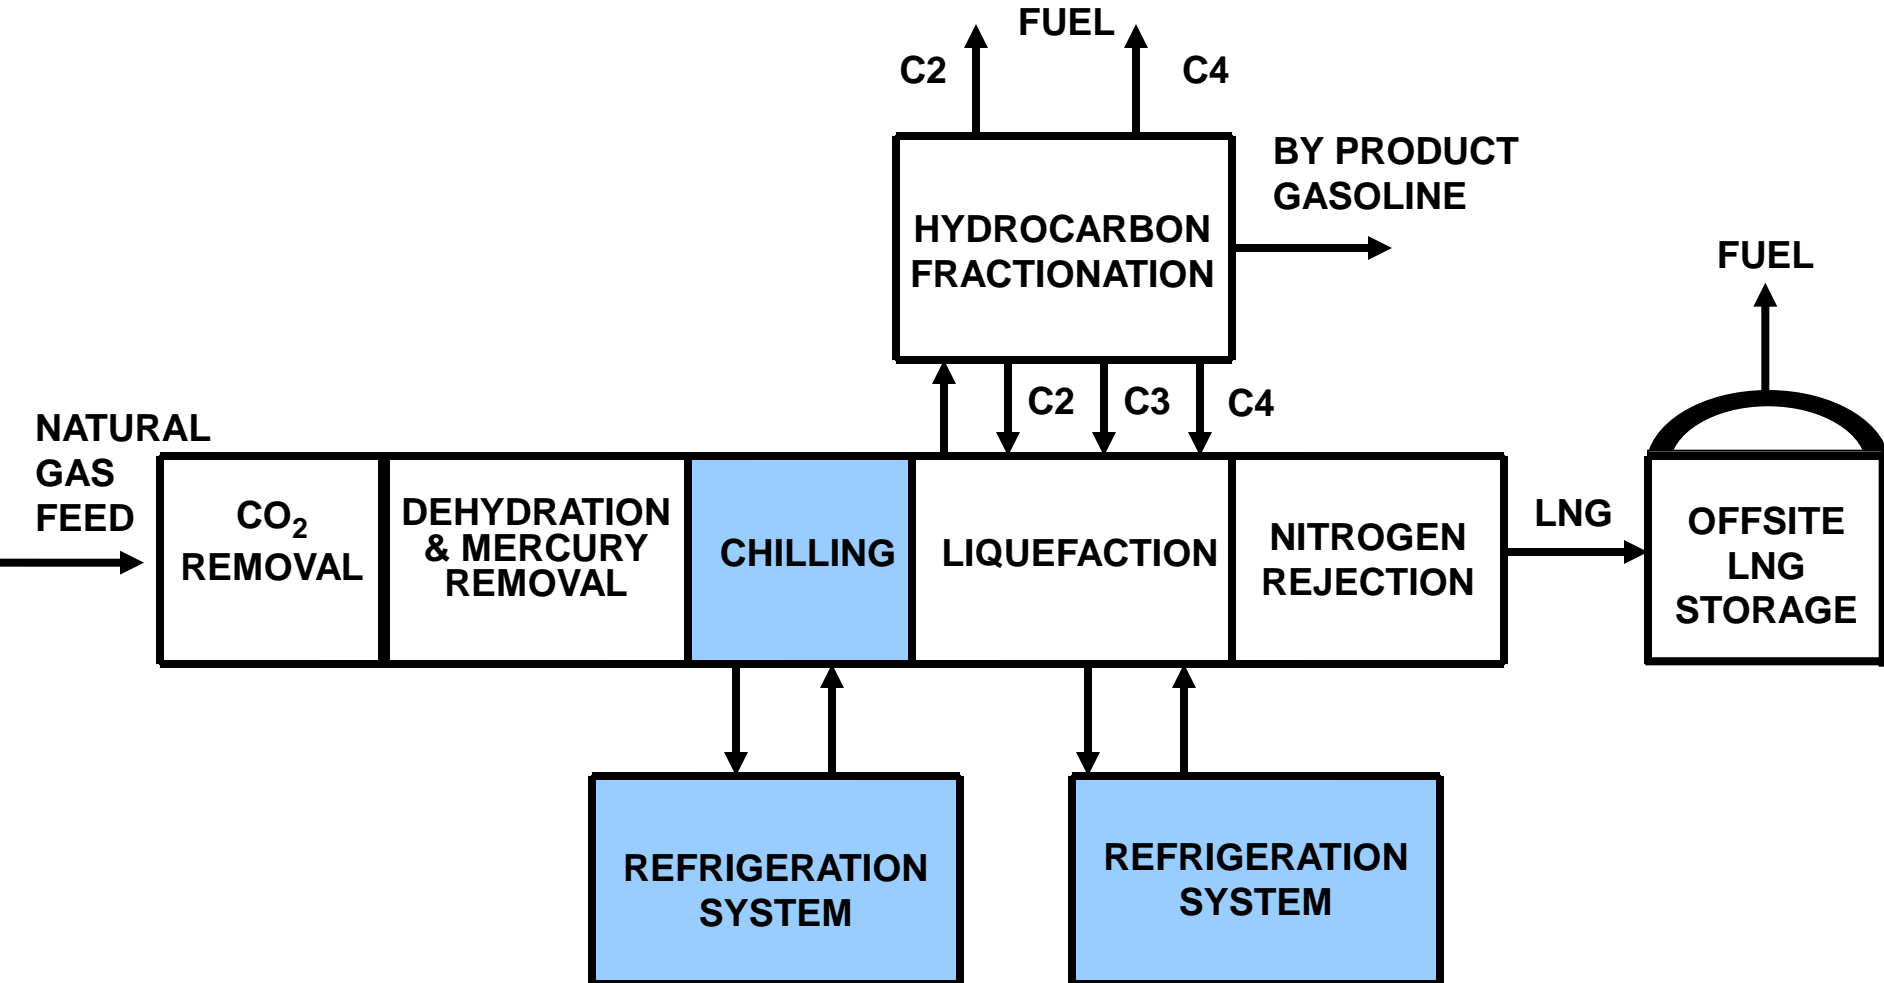 FUEL
C2
C4
BY PRODUCT
GASOLINE
HYDROCARBON
FRACTIONATION
FUEL
C2
C3
C4
NATURAL
GAS
FEED
CO₂
REMOVAL
DEHYDRATION
& MERCURY
REMOVAL
CHILLING
LIQUEFACTION
NITROGEN
REJECTION
LNG
OFFSITE
LNG
STORAGE
REFRIGERATION
SYSTEM
REFRIGERATION
SYSTEM